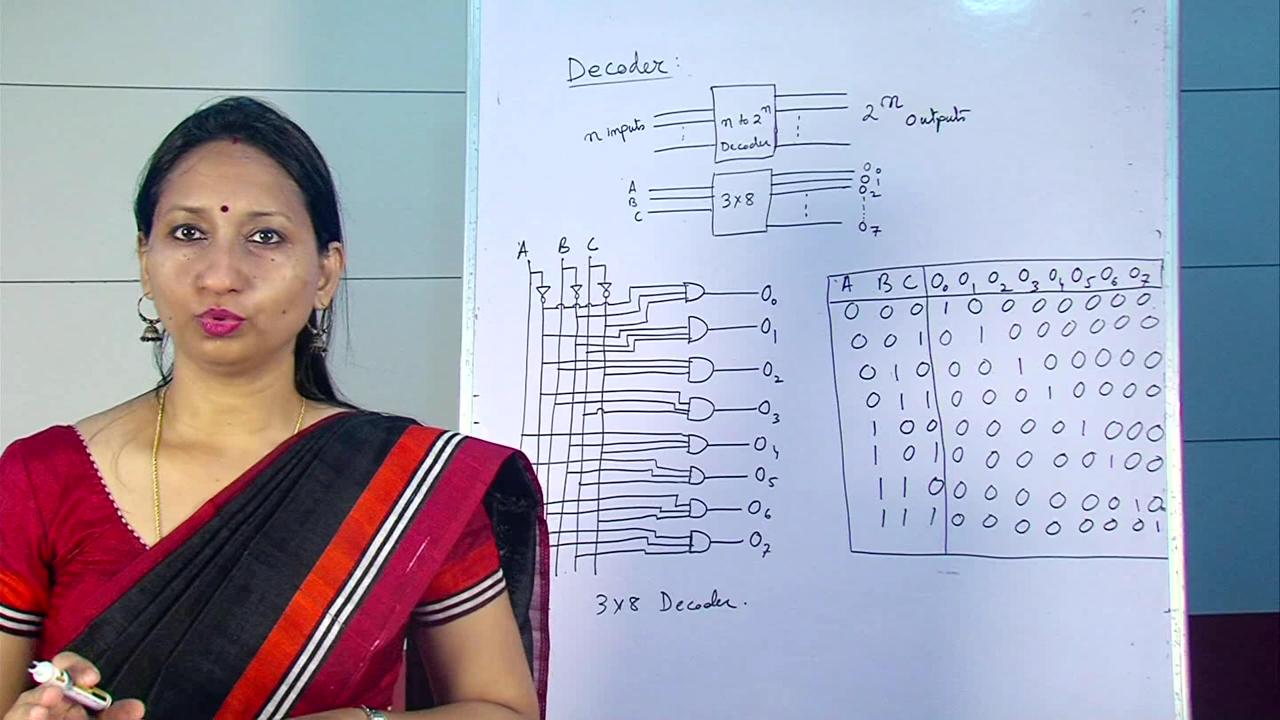 Decoder:
n inputs
n to 2ⁿ
Decoder
2ⁿ outputs
A
B
C
3x8
O₀
O₁
O₂
O₇
A B C
O₀
O₁
O₂
O₃
O₄
O₅
O₆
O₇
3x8 Decoder.
A B C O₀ O₁ O₂ O₃ O₄ O₅ O₆ O₇
0 0 0 1 0 0 0 0 0 0 0
0 0 1 0 1 0 0 0 0 0 0
0 1 0 0 0 1 0 0 0 0 0
0 1 1 0 0 0 1 0 0 0 0
1 0 0 0 0 0 0 1 0 0 0
1 0 1 0 0 0 0 0 1 0 0
1 1 0 0 0 0 0 0 0 1 0
1 1 1 0 0 0 0 0 0 0 1